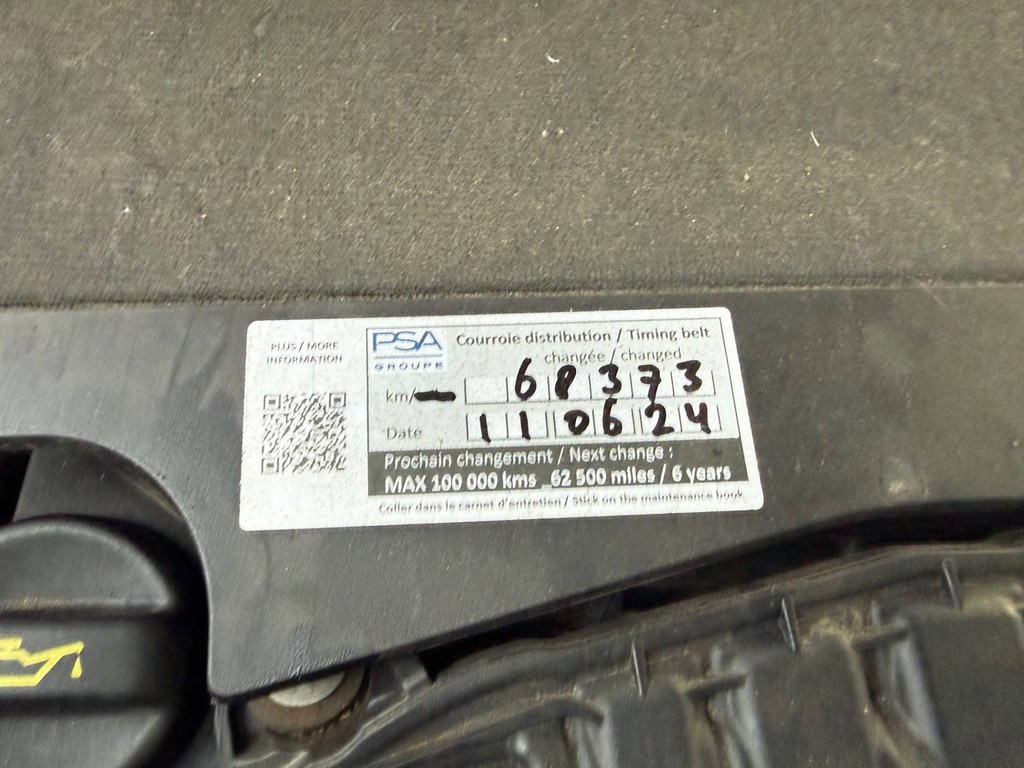 PLUS / MORE
INFORMATION
PSA
GROUPE
Courroie distribution / Timing belt
changée / changed
km/ 68373
Date 110624
Prochain changement / Next change :
MAX 100 000 kms _62 500 miles / 6 years
Coller dans le carnet d'entretien / Stick on the maintenance book